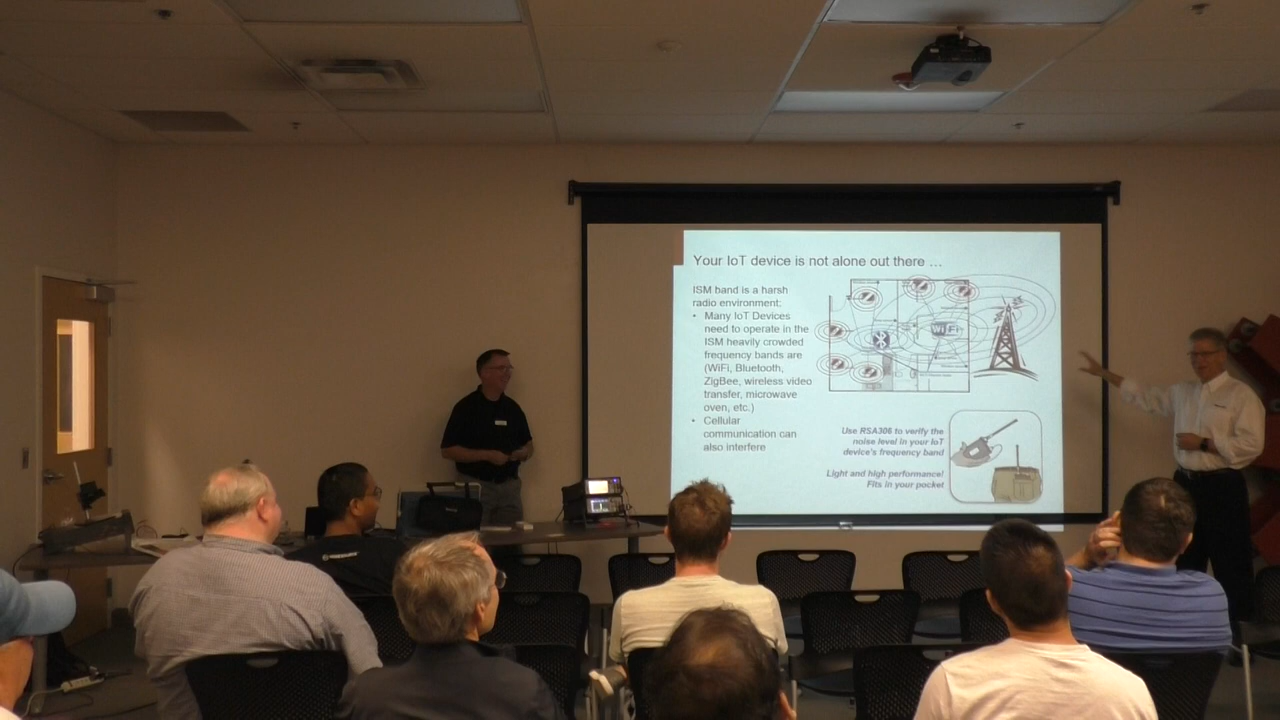 Your IoT device is not alone out there ...
ISM band is a harsh
radio environment:
• Many IoT Devices
need to operate in the
ISM heavily crowded
frequency bands are
(WiFi, Bluetooth,
ZigBee, wireless video
transfer, microwave
oven, etc.)
• Cellular
communication can
also interfere
WiFi
Use RSA306 to verify the
noise level in your IoT
device's frequency band
Light and high performance!
Fits in your pocket